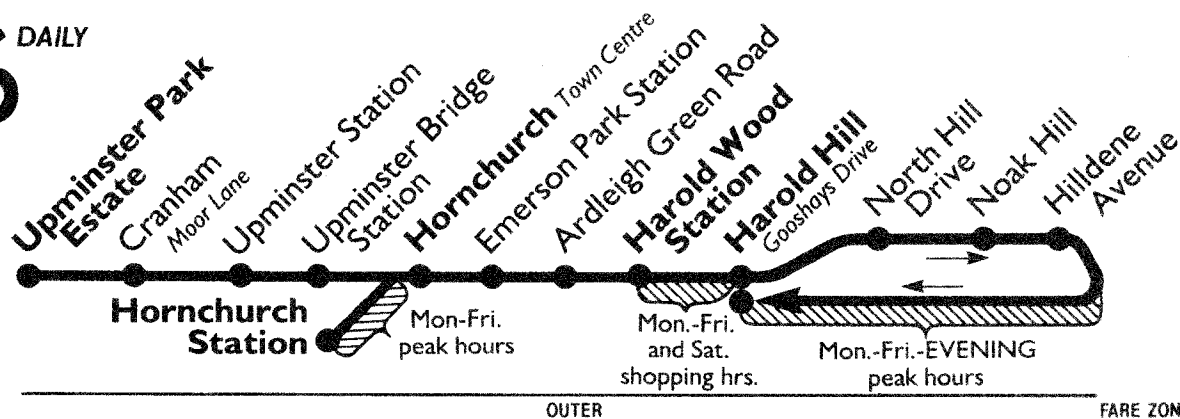 DAILY
Upminster Park
Estate
Cranham
Moor Lane
Upminster Station
Upminster Bridge
Station
Hornchurch Town Centre
Emerson Park Station
Ardleigh Green Road
Harold Wood
Station
Harold Hill
Gooshays Drive
North Hill
Drive
Noak Hill
Hilldene
Avenue
Hornchurch
Station
Mon-Fri.
peak hours
Mon.-Fri.
and Sat.
shopping hrs.
Mon.-Fri.-EVENING
peak hours
OUTER
FARE ZON